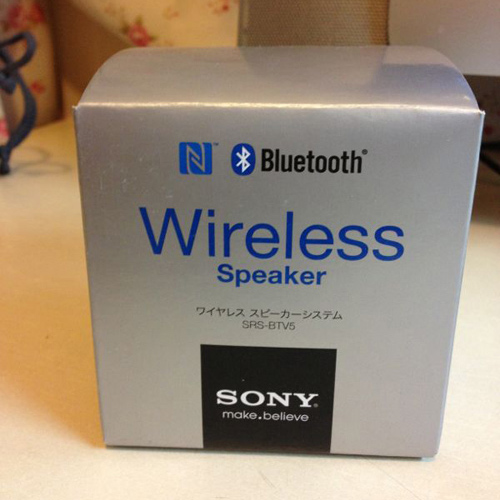 N™ Bluetooth®
Wireless
Speaker
ワイヤレス スピーカーシステム
SRS-BTV5
SONY®
make.believe